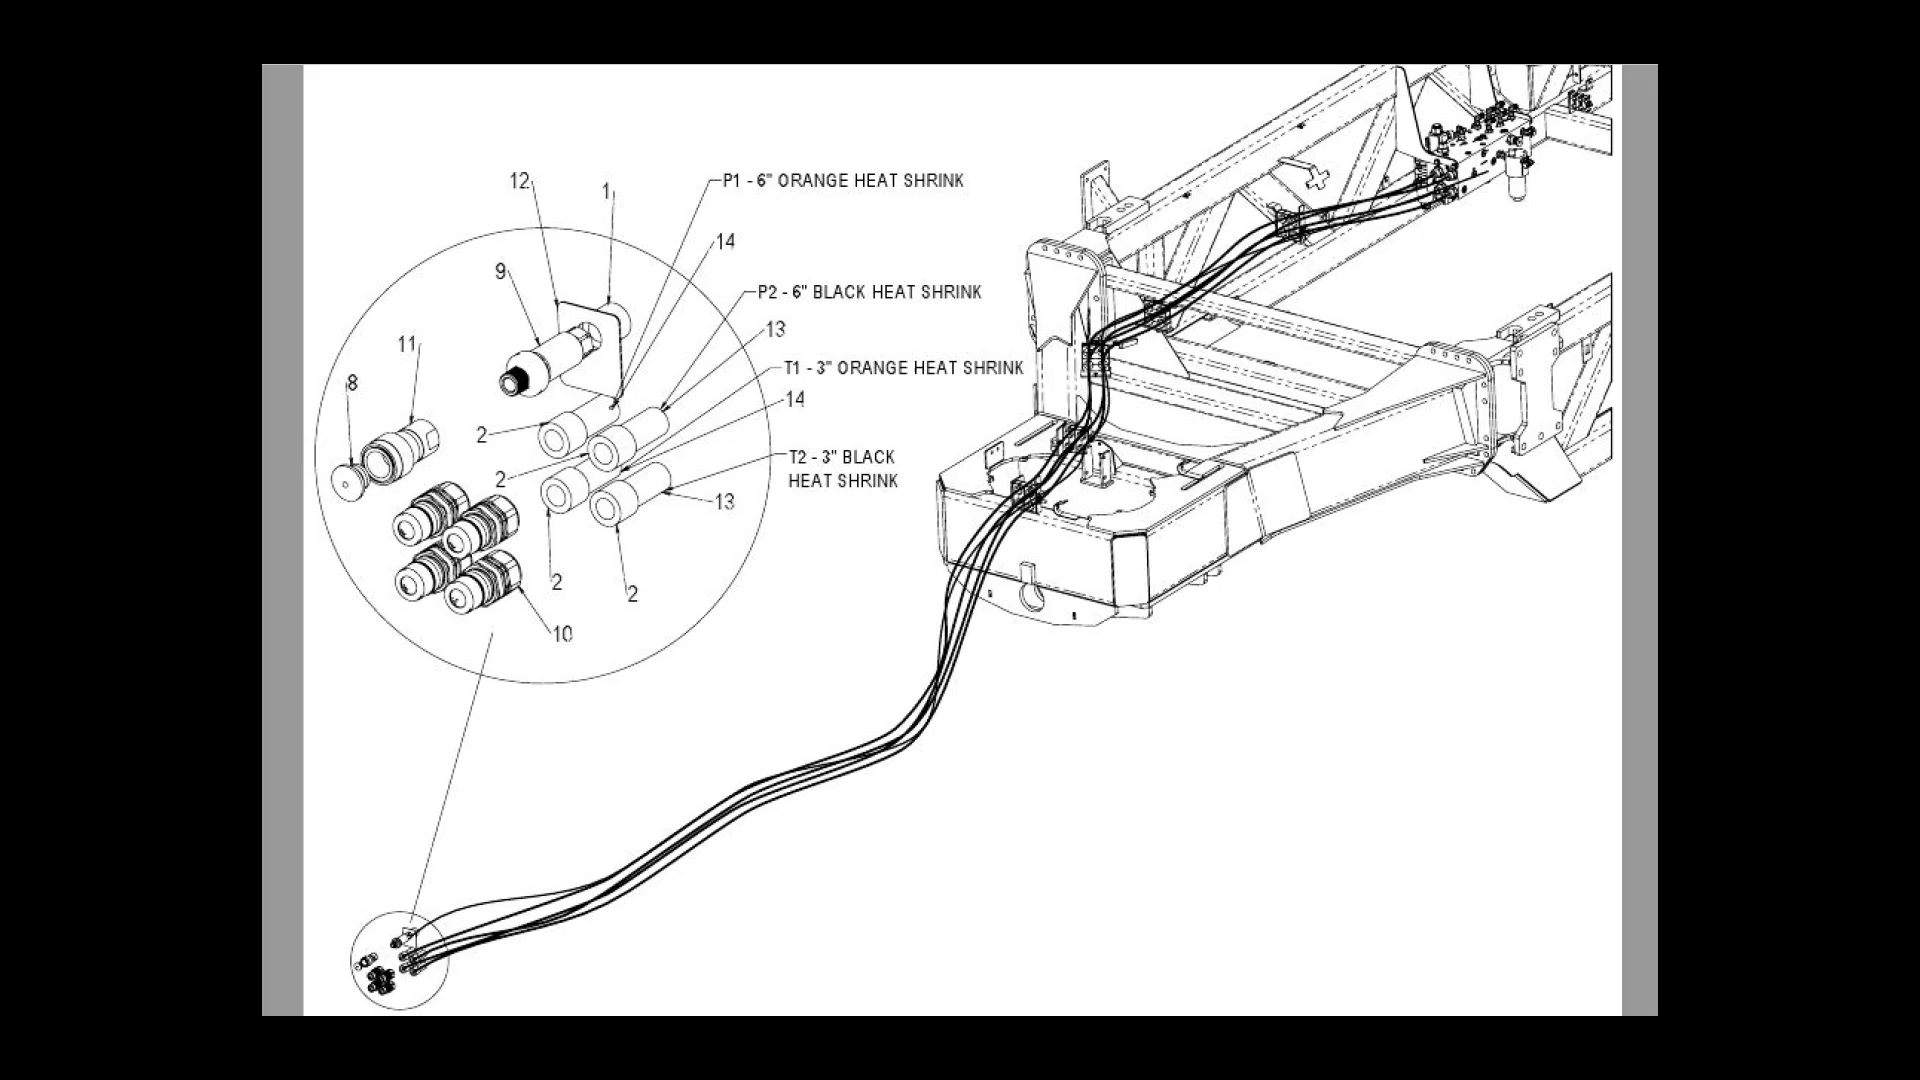 12
1
P1 - 6" ORANGE HEAT SHRINK
14
9
P2 - 6" BLACK HEAT SHRINK
13
11
T1 - 3" ORANGE HEAT SHRINK
8
14
2
T2 - 3" BLACK
HEAT SHRINK
2
13
2
2
10